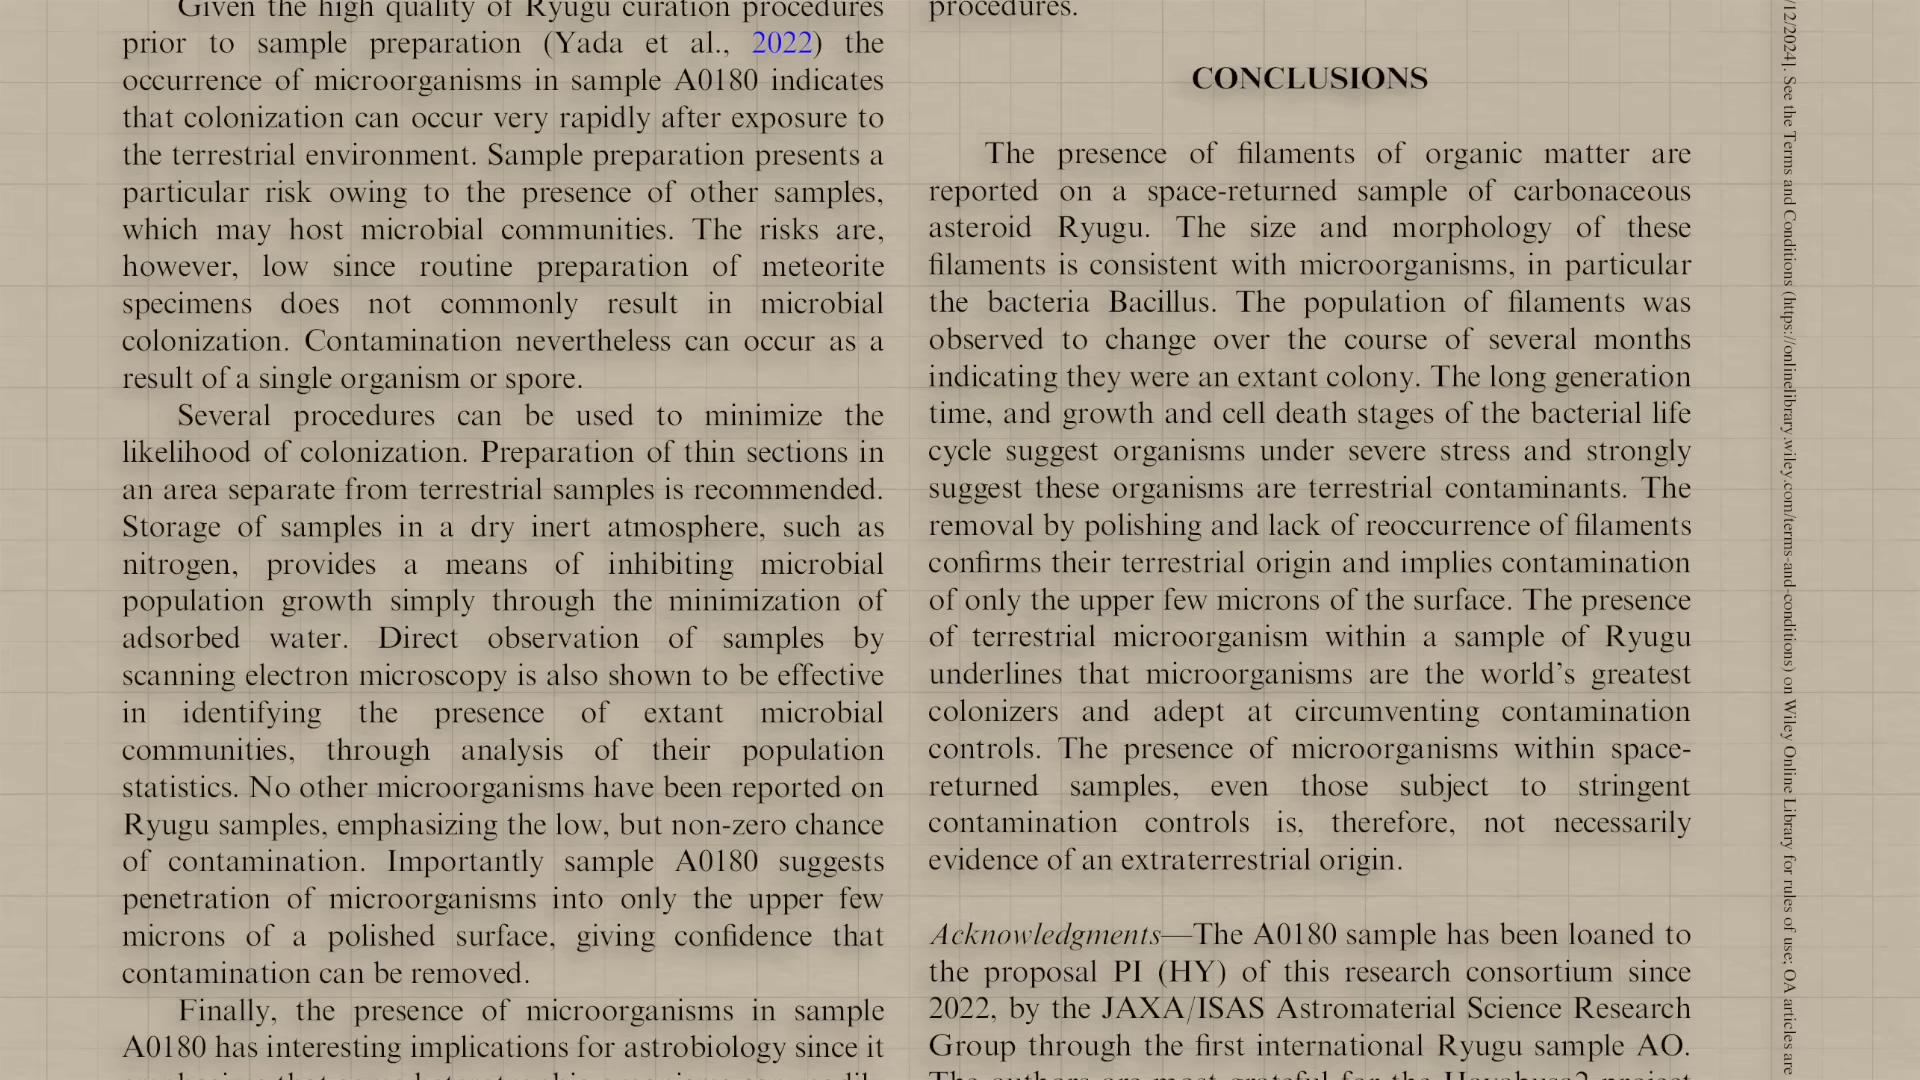 Given the high quality of Ryugu curation procedures
prior to sample preparation (Yada et al., 2022) the
occurrence of microorganisms in sample A0180 indicates
that colonization can occur very rapidly after exposure to
the terrestrial environment. Sample preparation presents a
particular risk owing to the presence of other samples,
which may host microbial communities. The risks are,
however, low since routine preparation of meteorite
specimens does not commonly result in microbial
colonization. Contamination nevertheless can occur as a
result of a single organism or spore.
Several procedures can be used to minimize the
likelihood of colonization. Preparation of thin sections in
an area separate from terrestrial samples is recommended.
Storage of samples in a dry inert atmosphere, such as
nitrogen, provides a means of inhibiting microbial
population growth simply through the minimization of
adsorbed water. Direct observation of samples by
scanning electron microscopy is also shown to be effective
in identifying the presence of extant microbial
communities, through analysis of their population
statistics. No other microorganisms have been reported on
Ryugu samples, emphasizing the low, but non-zero chance
of contamination. Importantly sample A0180 suggests
penetration of microorganisms into only the upper few
microns of a polished surface, giving confidence that
contamination can be removed.
Finally, the presence of microorganisms in sample
A0180 has interesting implications for astrobiology since it
procedures.
CONCLUSIONS
The presence of filaments of organic matter are
reported on a space-returned sample of carbonaceous
asteroid Ryugu. The size and morphology of these
filaments is consistent with microorganisms, in particular
the bacteria Bacillus. The population of filaments was
observed to change over the course of several months
indicating they were an extant colony. The long generation
time, and growth and cell death stages of the bacterial life
cycle suggest organisms under severe stress and strongly
suggest these organisms are terrestrial contaminants. The
removal by polishing and lack of reoccurrence of filaments
confirms their terrestrial origin and implies contamination
of only the upper few microns of the surface. The presence
of terrestrial microorganism within a sample of Ryugu
underlines that microorganisms are the world's greatest
colonizers and adept at circumventing contamination
controls. The presence of microorganisms within space-
returned samples, even those subject to stringent
contamination controls is, therefore, not necessarily
evidence of an extraterrestrial origin.
Acknowledgments—The A0180 sample has been loaned to
the proposal PI (HY) of this research consortium since
2022, by the JAXA/ISAS Astromaterial Science Research
Group through the first international Ryugu sample AO.
The authors are most grateful for the Hayabusa2 project
/12/2024]. See the Terms and Conditions (https://onlinelibrary.wiley.com/terms-and-conditions) on Wiley Online Library for rules of use; OA articles are